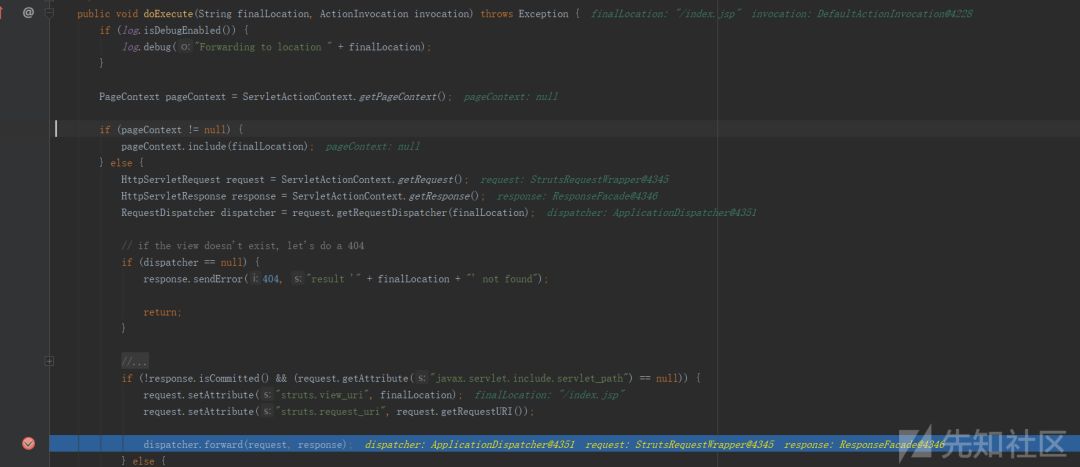 @ public void doExecute(String finalLocation, ActionInvocation invocation) throws Exception { finalLocation: "/index.jsp" invocation: DefaultActionInvocation@4228
if (log.isDebugEnabled()) {
log.debug(o: "Forwarding to location " + finalLocation);
}
PageContext pageContext = ServletActionContext.getPageContext(); pageContext: null
if (pageContext != null) {
pageContext.include(finalLocation); pageContext: null
} else {
HttpServletRequest request = ServletActionContext.getRequest(); request: StrutsRequestWrapper@4345
HttpServletResponse response = ServletActionContext.getResponse(); response: ResponseFacade@4346
RequestDispatcher dispatcher = request.getRequestDispatcher(finalLocation); dispatcher: ApplicationDispatcher@4351
// if the view doesn't exist, let's do a 404
if (dispatcher == null) {
response.sendError(i: 404, s: "result '" + finalLocation + "' not found");
return;
}
//...
if (!response.isCommitted() && (request.getAttribute(s: "javax.servlet.include.servlet_path") == null)) {
request.setAttribute(s: "struts.view_uri", finalLocation); finalLocation: "/index.jsp"
request.setAttribute(s: "struts.request_uri", request.getRequestURI());
dispatcher.forward(request, response); dispatcher: ApplicationDispatcher@4351 request: StrutsRequestWrapper@4345 response: ResponseFacade@4346
} else {
先知社区